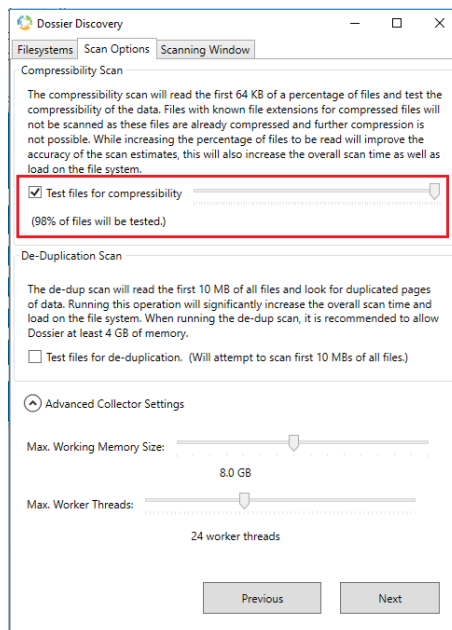 Dossier Discovery
Filesystems Scan Options Scanning Window
Compressibility Scan
The compressibility scan will read the first 64 KB of a percentage of files and test the
compressibility of the data. Files with known file extensions for compressed files will
not be scanned as these files are already compressed and further compression is
not possible. While increasing the percentage of files to be read will improve the
accuracy of the scan estimates, this will also increase the overall scan time as well as
load on the file system.
Test files for compressibility
(98% of files will be tested.)
De-Duplication Scan
The de-dup scan will read the first 10 MB of all files and look for duplicated pages
of data. Running this operation will significantly increase the overall scan time and
load on the file system. When running the de-dup scan, it is recommended to allow
Dossier at least 4 GB of memory.
Test files for de-duplication. (Will attempt to scan first 10 MBs of all files.)
Advanced Collector Settings
Max. Working Memory Size:
8.0 GB
Max. Worker Threads:
24 worker threads
Previous Next